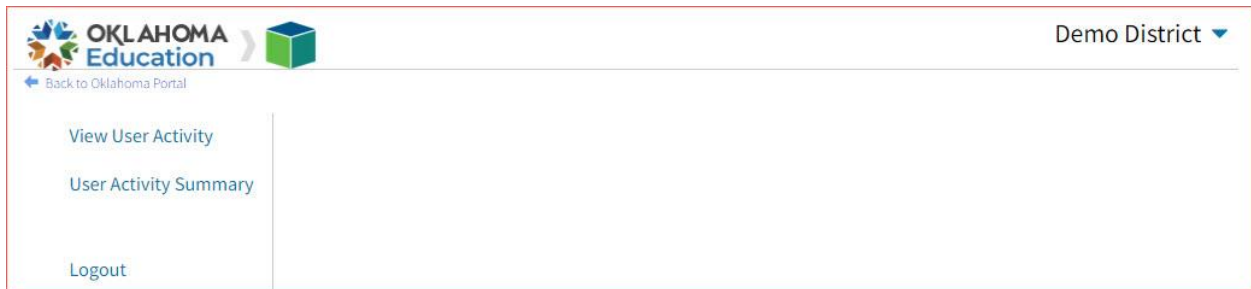 OKLAHOMA
Education
Demo District
Back to Oklahoma Portal
View User Activity
User Activity Summary
Logout